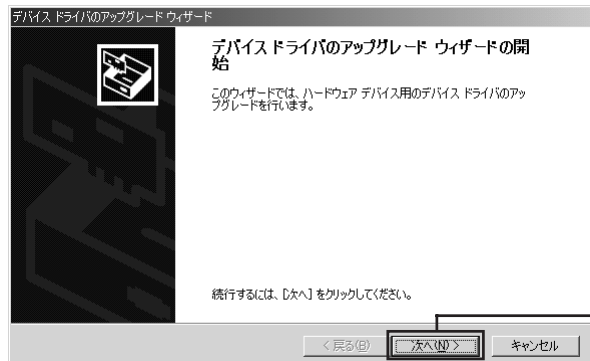 デバイス ドライバのアップグレード ウィザード
デバイス ドライバのアップグレード ウィザードの開
始
このウィザードでは、ハードウェア デバイス用のデバイス ドライバのアッ
プグレードを行います。
続行するには、[次へ] をクリックしてください。
< 戻る(B)
次へ(N) >
キャンセル